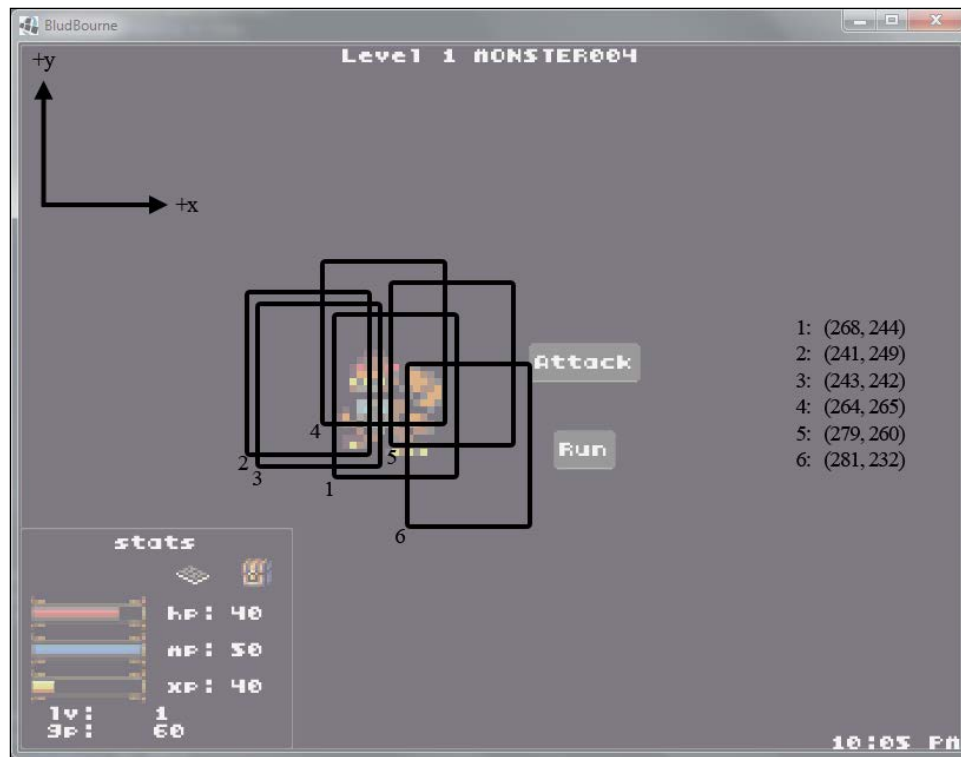 BludBourne
Level 1 MONSTER004
+y
+x
1: (268, 244)
2: (241, 249)
3: (243, 242)
4: (264, 265)
5: (279, 260)
6: (281, 232)
Attack
Run
4
2
3
5
1
6
stats
hp: 40
mp: 50
xp: 40
lv: 1
gp: 60
10:05 PM